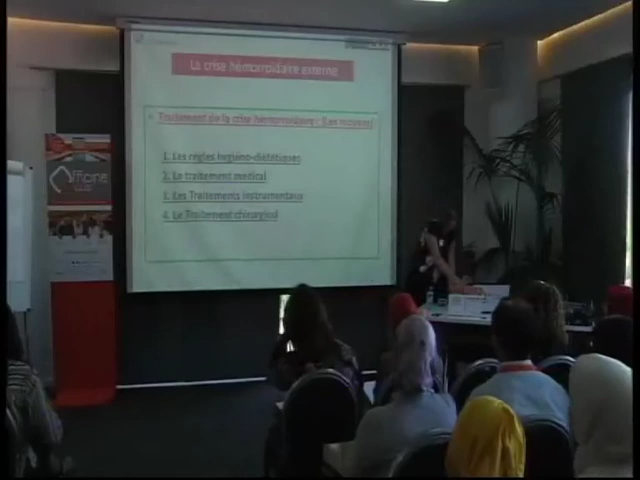 La crise hémorroïdaire externe
Traitement de la crise hémorroïdaire : (Les moyens)
1. Les règles hygiéno-diététiques
2. Le traitement médical
3. Les Traitements instrumentaux
4. Le Traitement chirurgical